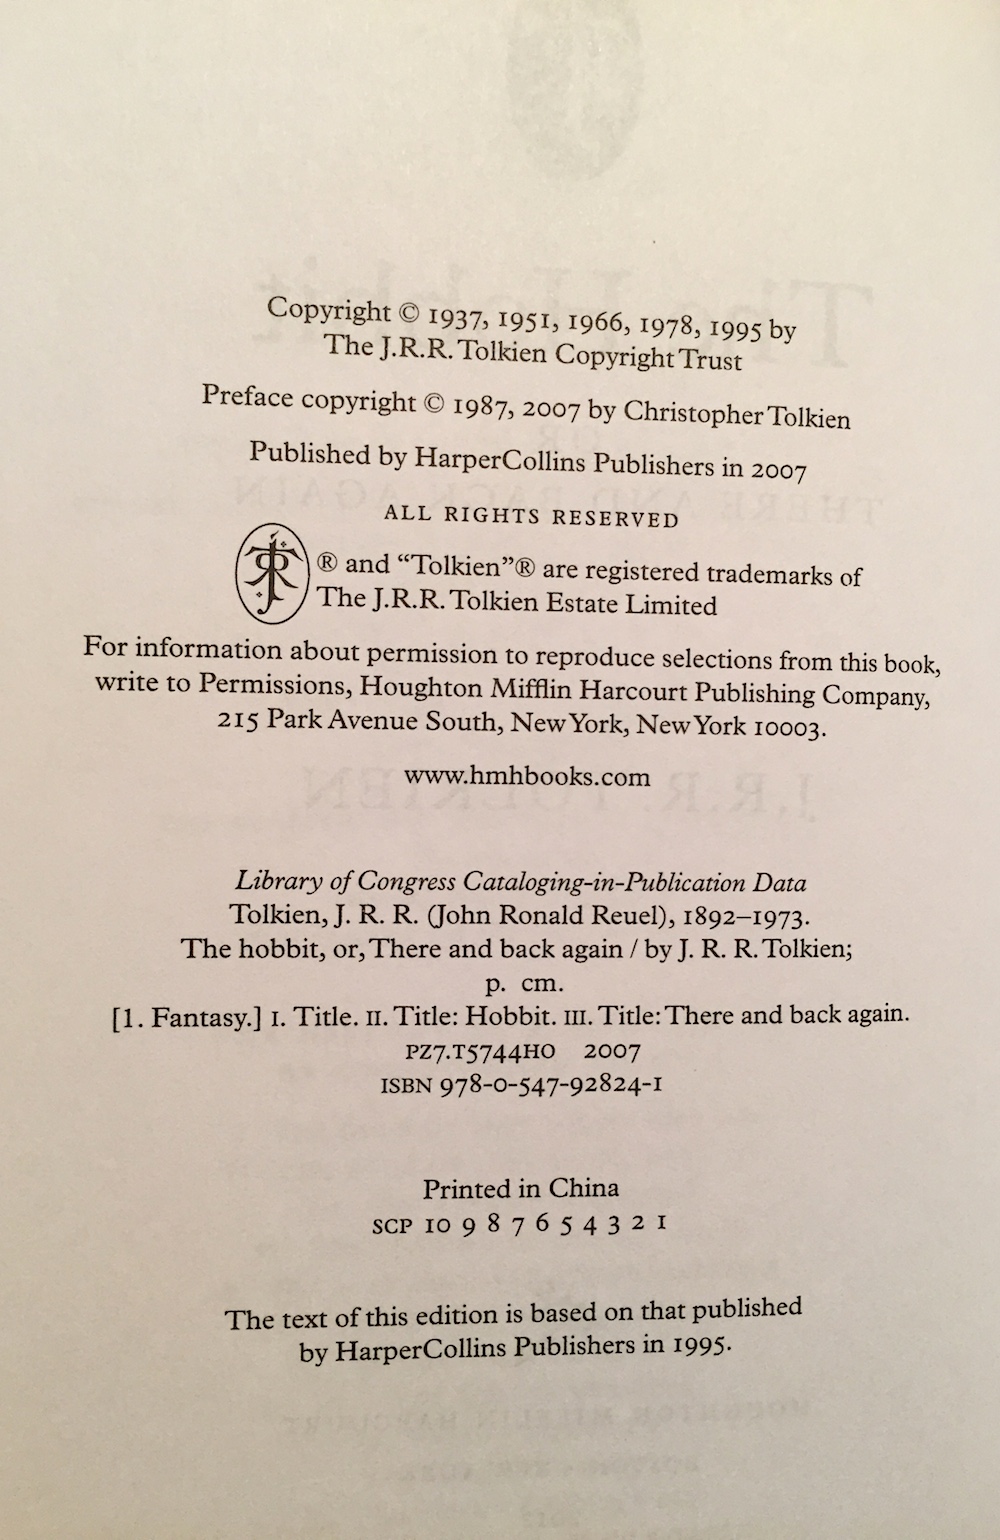 Copyright © 1937, 1951, 1966, 1978, 1995 by
The J.R.R. Tolkien Copyright Trust
Preface copyright © 1987, 2007 by Christopher Tolkien
Published by HarperCollins Publishers in 2007
ALL RIGHTS RESERVED
® and “Tolkien”® are registered trademarks of
The J.R.R. Tolkien Estate Limited
For information about permission to reproduce selections from this book,
write to Permissions, Houghton Mifflin Harcourt Publishing Company,
215 Park Avenue South, New York, New York 10003.
www.hmhbooks.com
Library of Congress Cataloging-in-Publication Data
Tolkien, J. R. R. (John Ronald Reuel), 1892–1973.
The hobbit, or, There and back again / by J. R. R. Tolkien;
p. cm.
[1. Fantasy.] I. Title. II. Title: Hobbit. III. Title: There and back again.
PZ7.T5744HO 2007
ISBN 978-0-547-92824-1
Printed in China
SCP 10 9 8 7 6 5 4 3 2 1
The text of this edition is based on that published
by HarperCollins Publishers in 1995.